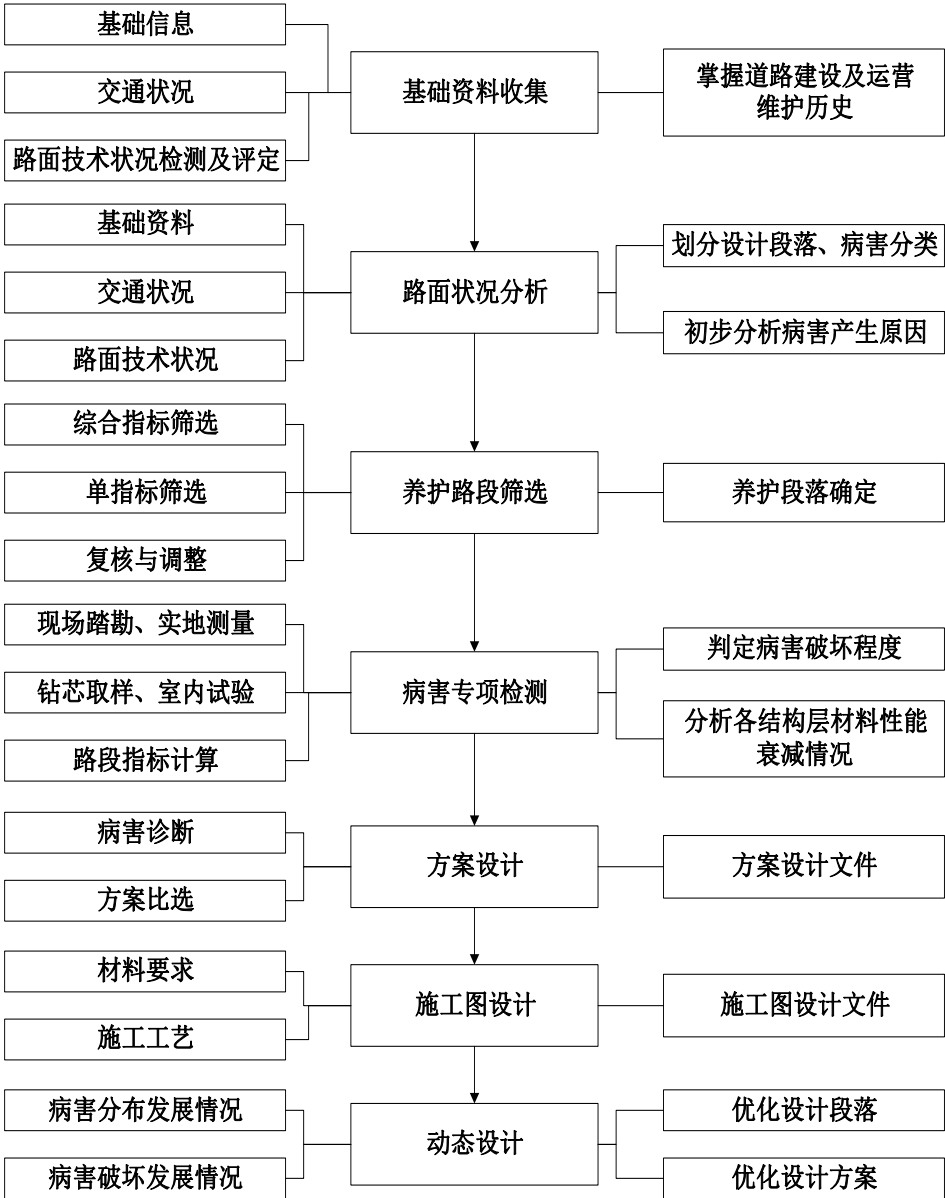 基础信息
交通状况
路面技术状况检测及评定
基础资料收集
掌握道路建设及运营
维护历史
基础资料
交通状况
路面技术状况
路面状况分析
划分设计段落、病害分类
初步分析病害产生原因
综合指标筛选
单指标筛选
复核与调整
养护路段筛选
养护段落确定
现场踏勘、实地测量
钻芯取样、室内试验
路段指标计算
病害专项检测
判定病害破坏程度
分析各结构层材料性能
衰减情况
病害诊断
方案比选
方案设计
方案设计文件
材料要求
施工工艺
施工图设计
施工图设计文件
病害分布发展情况
病害破坏发展情况
动态设计
优化设计段落
优化设计方案